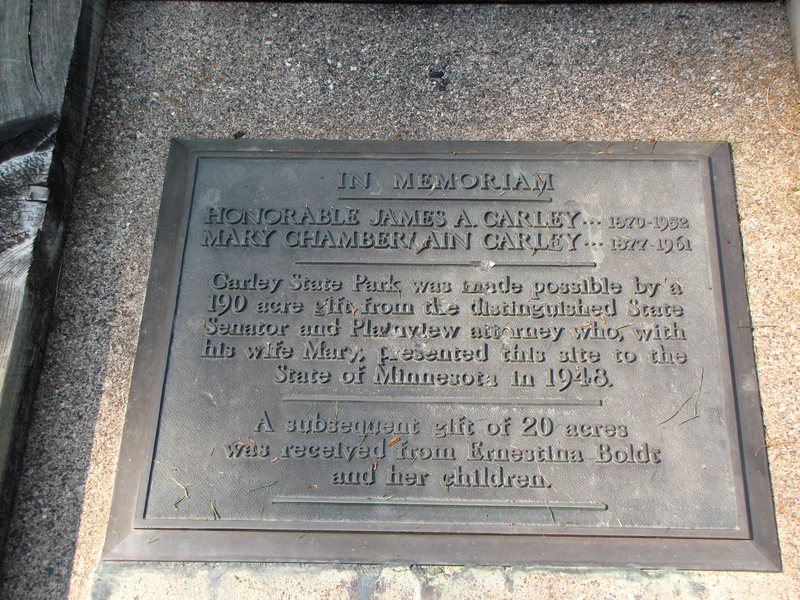 IN MEMORIAM
HONORABLE JAMES A. CARLEY ··· 1870-1952
MARY CHAMBERLAIN CARLEY ··· 1877-1961
Carley State Park was made possible by a
190 acre gift from the distinguished State
Senator and Plainview attorney who, with
his wife Mary, presented this site to the
State of Minnesota in 1948.
A subsequent gift of 20 acres
was received from Ernestina Boldt
and her children.